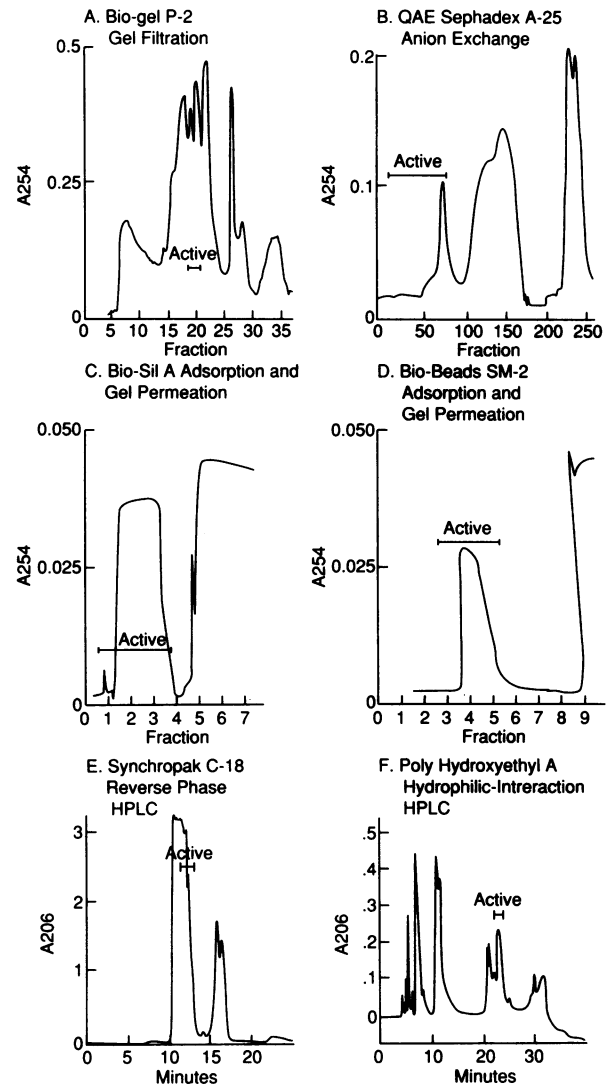 A. Bio-gel P-2
Gel Filtration
0.5
0.25
0
A254
Active
0 5 10 15 20 25 30 35
Fraction
B. QAE Sephadex A-25
Anion Exchange
0.2
0.1
0
A254
Active
0 50 100 150 200 250
Fraction
C. Bio-Sil A Adsorption and
Gel Permeation
0.050
0.025
0
A254
Active
0 1 2 3 4 5 6 7
Fraction
D. Bio-Beads SM-2
Adsorption and
Gel Permeation
0.050
0.025
0
A254
Active
0 1 2 3 4 5 6 7 8 9
Fraction
E. Synchropak C-18
Reverse Phase
HPLC
3
2
1
0
A206
Active
0 10 20
Minutes
F. Poly Hydroxyethyl A
Hydrophilic-Intreraction
HPLC
.5
.4
.3
.2
.1
0
A206
Active
0 10 20 30
Minutes